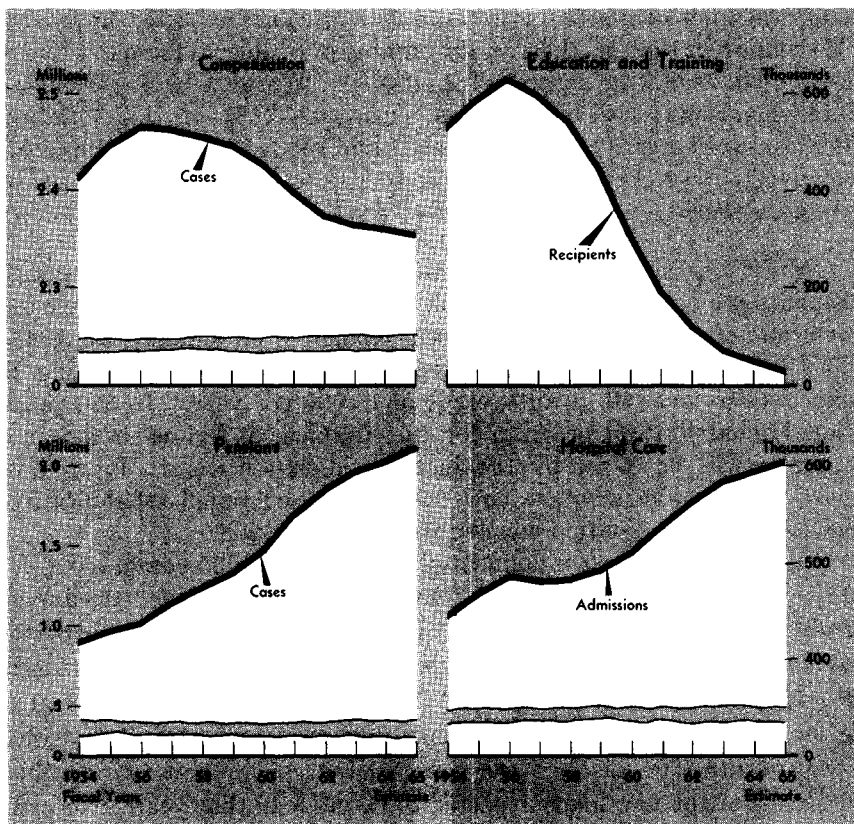 Compensation
Millions
2.5
2.4
2.3
0
Cases
Education and Training
Thousands
600
400
200
0
Recipients
Pensions
Millions
2.0
1.5
1.0
.5
0
Cases
1954 56 58 60 62 64 65
Fiscal Years Estimate
Hospital Care
Thousands
600
500
400
0
Admissions
1954 56 58 60 62 64 65
Estimate